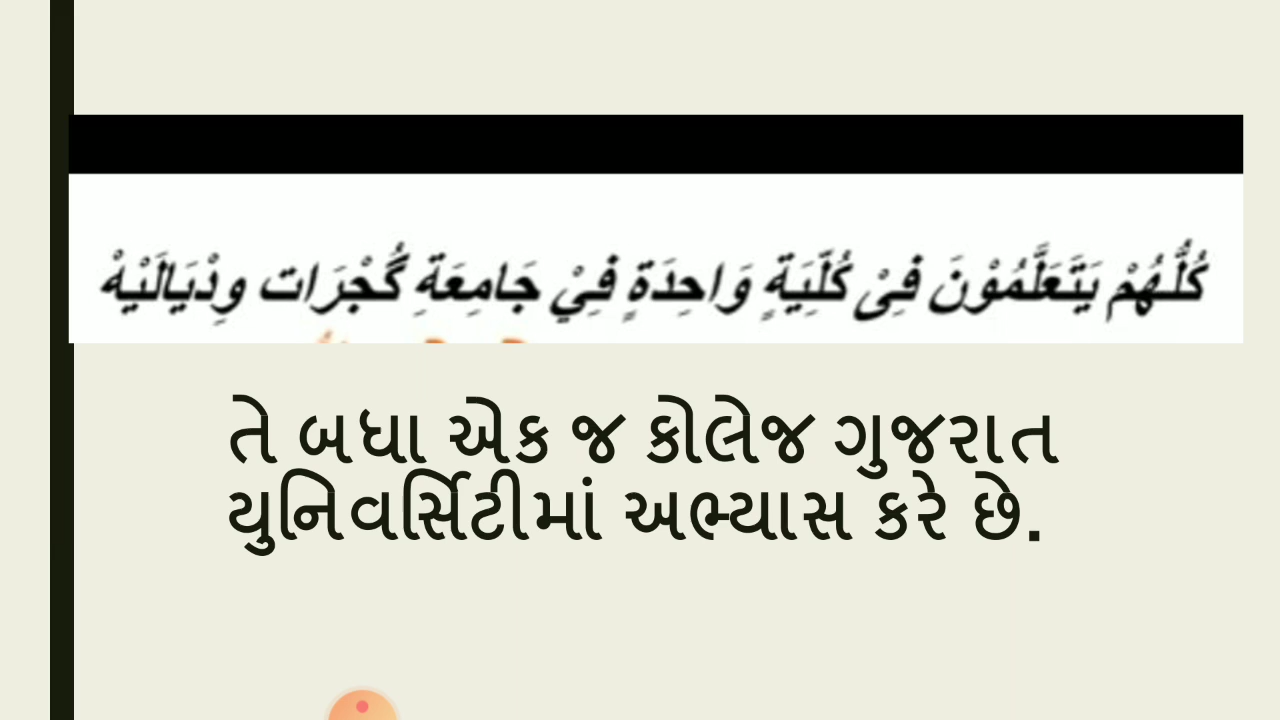 كُلُّهُمْ يَتَعَلَّمُوْنَ فِىْ كُلِّيَةٍ وَاحِدَةٍ فِيْ جَامِعَةِ گُجْرَات وِدْيَالَيْهْ
તે બધા એક જ કોલેજ ગુજરાત
યુનિવર્સિટીમાં અભ્યાસ કરે છે.